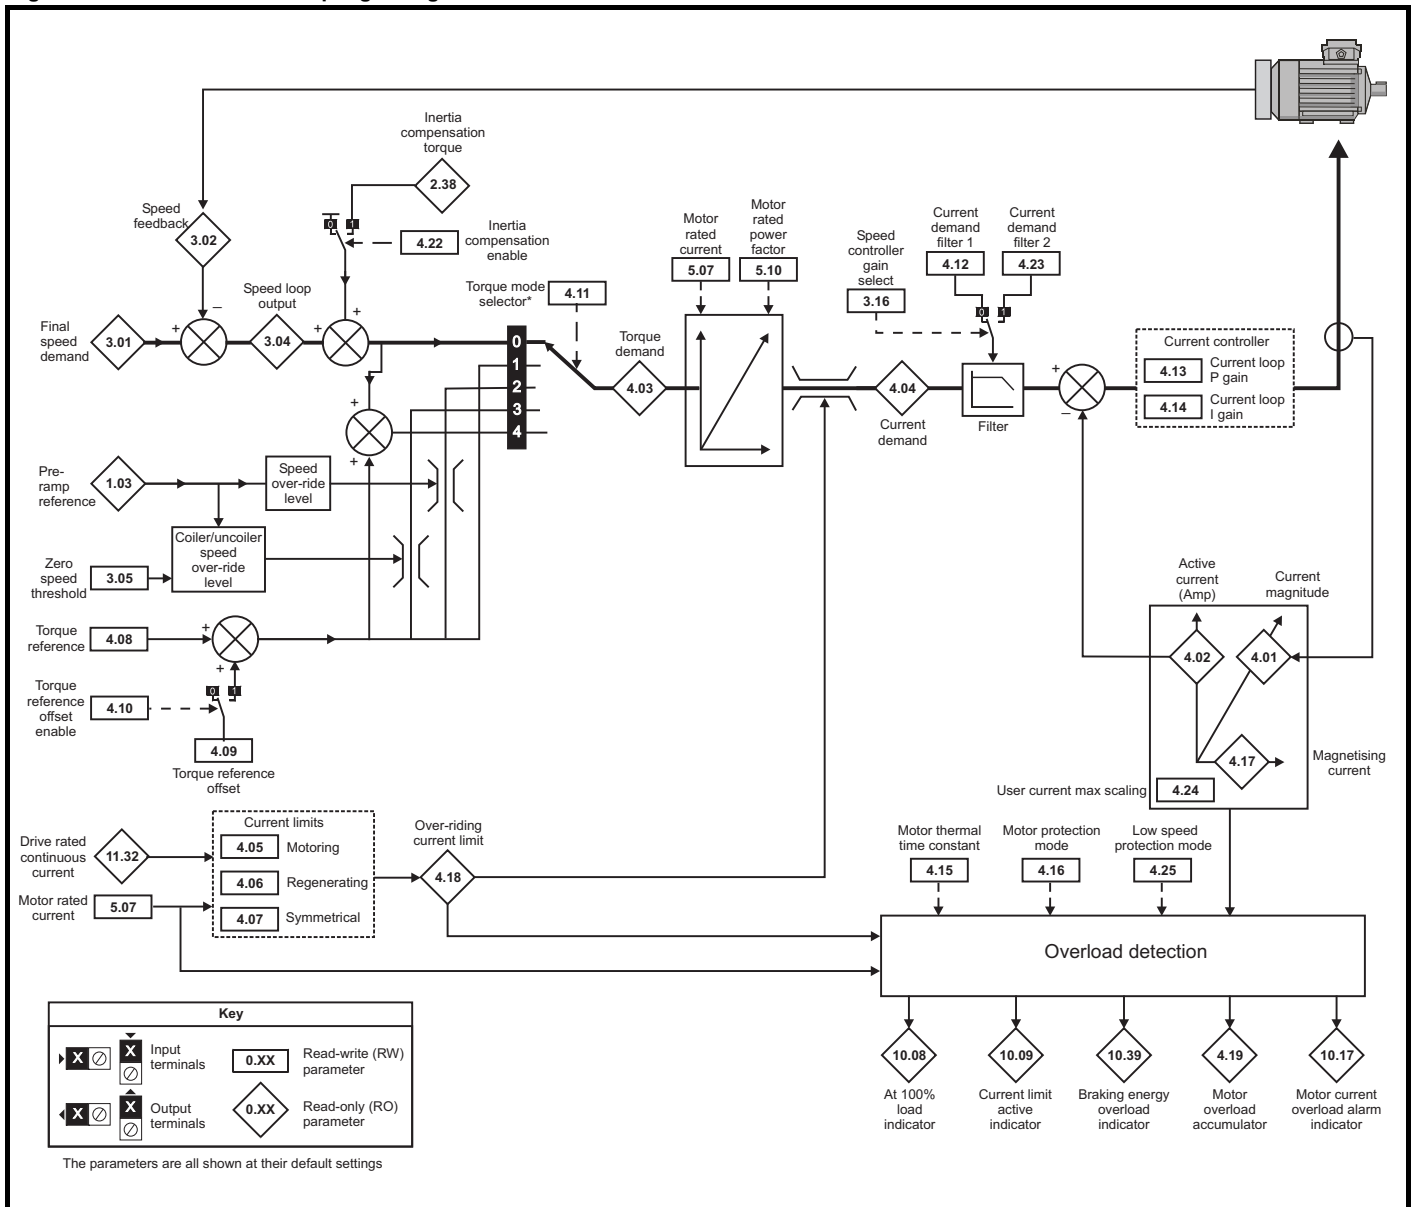 Inertia
compensation
torque
2.38
Speed
feedback
3.02
0 1
4.22
Inertia
compensation
enable
Motor
rated
current
5.07
Motor
rated
power
factor
5.10
Speed
controller
gain
select
3.16
Current
demand
filter 1
4.12
Current
demand
filter 2
4.23
0 1
Speed loop
output
Torque mode
selector*
4.11
Final
speed
demand
3.01
+
–
3.04
+
+
0
1
2
3
4
Torque
demand
4.03
4.04
Current
demand
Filter
+
–
Current controller
4.13
Current loop
P gain
4.14
Current loop
I gain
+
+
Pre-
ramp
reference
1.03
Speed
over-ride
level
Coiler/uncoiler
speed
over-ride
level
Zero
speed
threshold
3.05
Torque
reference
4.08
+
+
0 1
Torque
reference
offset
enable
4.10
4.09
Torque reference
offset
Active
current
(Amp)
Current
magnitude
4.02
4.01
4.17
Magnetising
current
User current max scaling
4.24
Drive rated
continuous
current
11.32
Motor rated
current
5.07
Current limits
4.05
Motoring
4.06
Regenerating
4.07
Symmetrical
Over-riding
current limit
4.18
Motor thermal
time constant
4.15
Motor protection
mode
4.16
Low speed
protection mode
4.25
Overload detection
10.08
At 100%
load
indicator
10.09
Current limit
active
indicator
10.39
Braking energy
overload
indicator
4.19
Motor
overload
accumulator
10.17
Motor current
overload alarm
indicator
Key
X
X
Input
terminals
0.XX
Read-write (RW)
parameter
X
X
Output
terminals
0.XX
Read-only (RO)
parameter
The parameters are all shown at their default settings